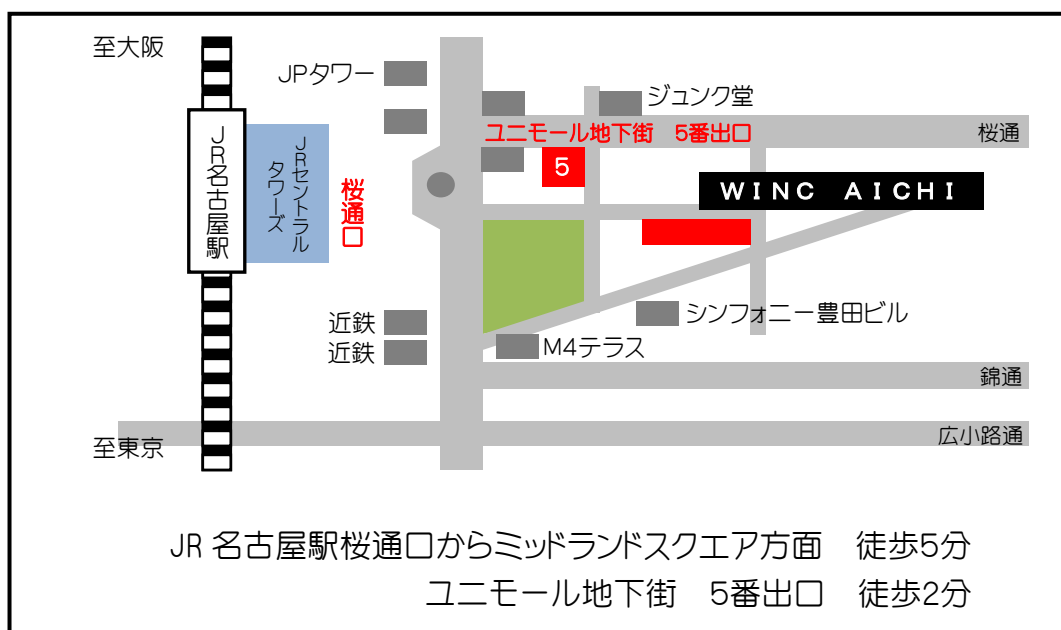 至大阪
JPタワー
ジュンク堂
ユニモール地下街　5番出口
桜通
JR名古屋駅
JRセントラル
タワーズ
桜通口
5
WINC AICHI
シンフォニー豊田ビル
近鉄
近鉄
M4テラス
錦通
広小路通
至東京
JR 名古屋駅桜通口からミッドランドスクエア方面　徒歩5分
ユニモール地下街　5番出口　徒歩2分